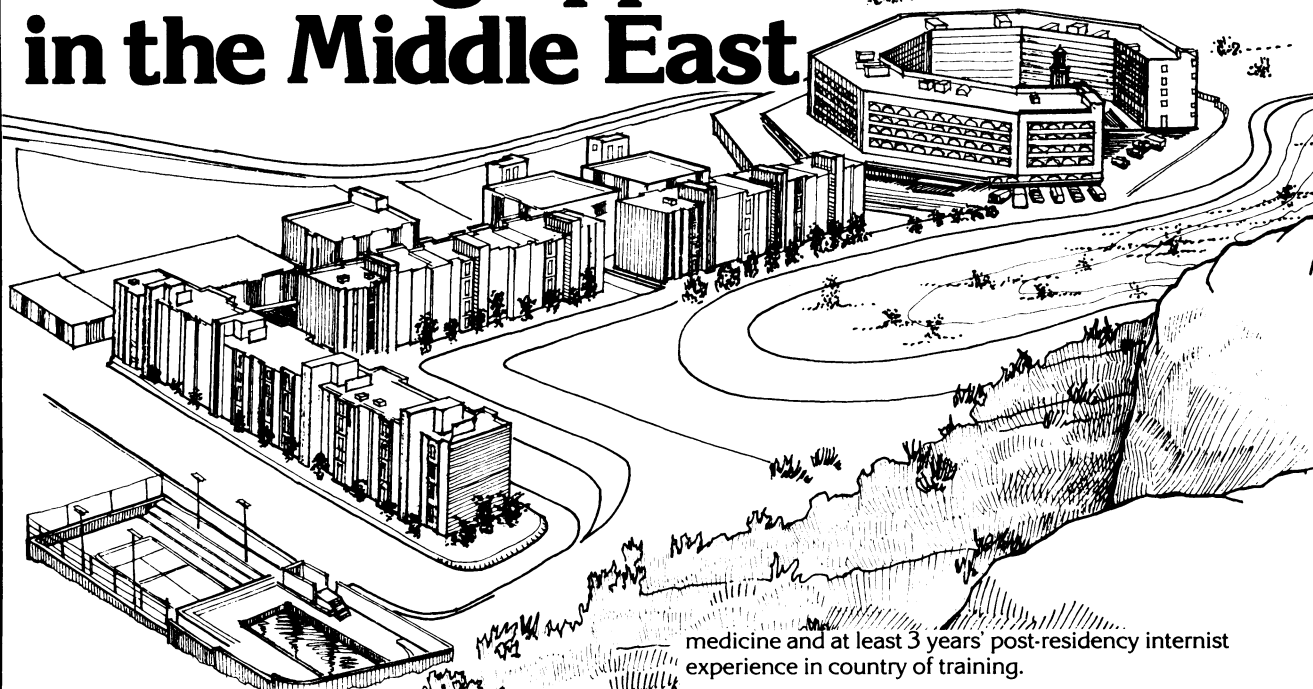 in the Middle East
medicine and at least 3 years' post-residency internist
experience in country of training.